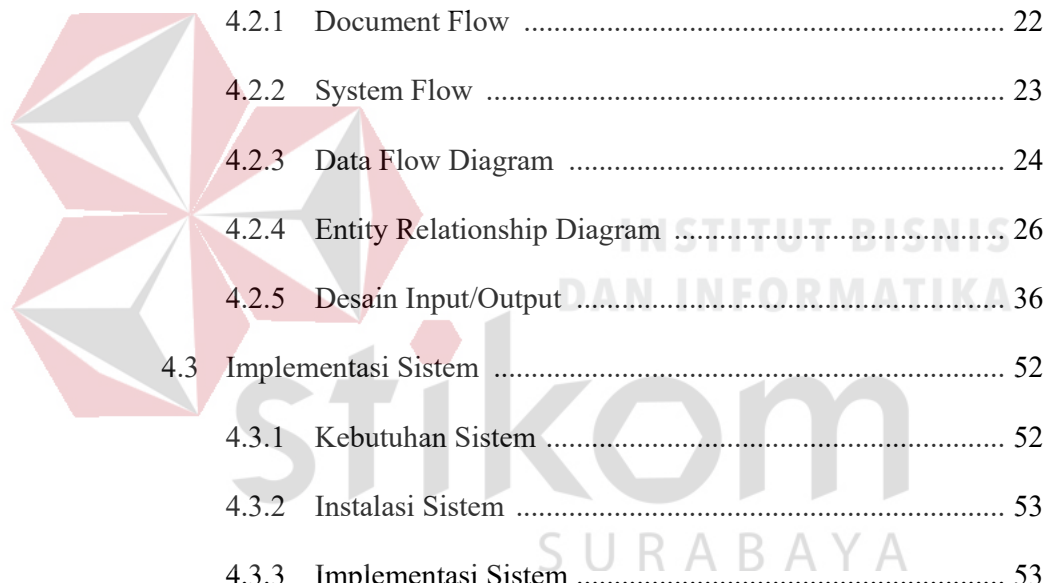 4.2.1 Document Flow ............................................................. 22
4.2.2 System Flow .................................................................. 23
4.2.3 Data Flow Diagram ....................................................... 24
4.2.4 Entity Relationship Diagram .......................................... 26
INSTITUT BISNIS
4.2.5 Desain Input/Output ...................................................... 36
DAN INFORMATIKA
4.3 Implementasi Sistem ................................................................. 52
stikom
4.3.1 Kebutuhan Sistem .......................................................... 52
4.3.2 Instalasi Sistem .............................................................. 53
SURABAYA
4.3.3 Implementasi Sistem ...................................................... 53